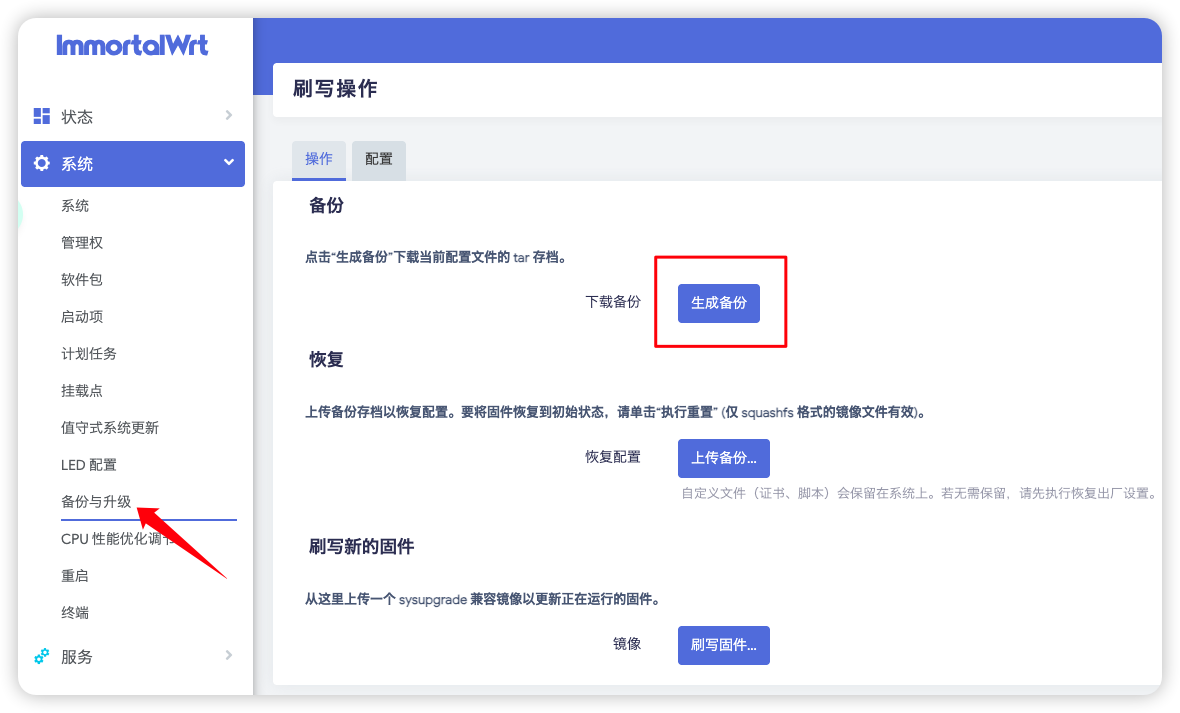 ImmortalWrt
状态
系统
系统
管理权
软件包
启动项
计划任务
挂载点
值守式系统更新
LED 配置
备份与升级
CPU 性能优化调节
重启
终端
服务
刷写操作
操作
配置
备份
点击“生成备份”下载当前配置文件的 tar 存档。
下载备份
生成备份
恢复
上传备份存档以恢复配置。要将固件恢复到初始状态，请单击“执行重置” (仅 squashfs 格式的镜像文件有效)。
恢复配置
上传备份...
自定义文件（证书、脚本）会保留在系统上。若无需保留，请先执行恢复出厂设置。
刷写新的固件
从这里上传一个 sysupgrade 兼容镜像以更新正在运行的固件。
镜像
刷写固件...